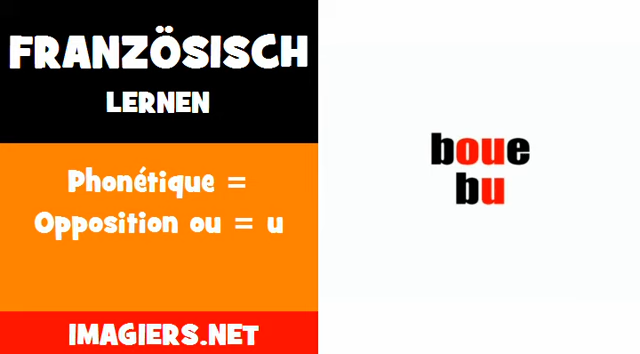 FRANZÖSISCH
LERNEN
Phonétique =
Opposition ou = u
IMAGIERS.NET
boue
bu